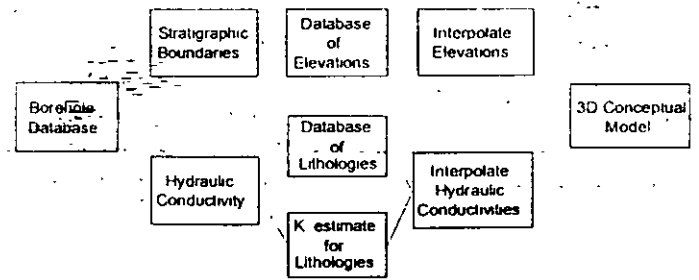 Stratigraphic
Boundaries
Database
of
Elevations
Interpolate
Elevations
Borehole
Database
3D Conceptual
Model
Database
of
Lithologies
Hydraulic
Conductivity
Interpolate
Hydraulic
Conductivities
K estimate
for
Lithologies